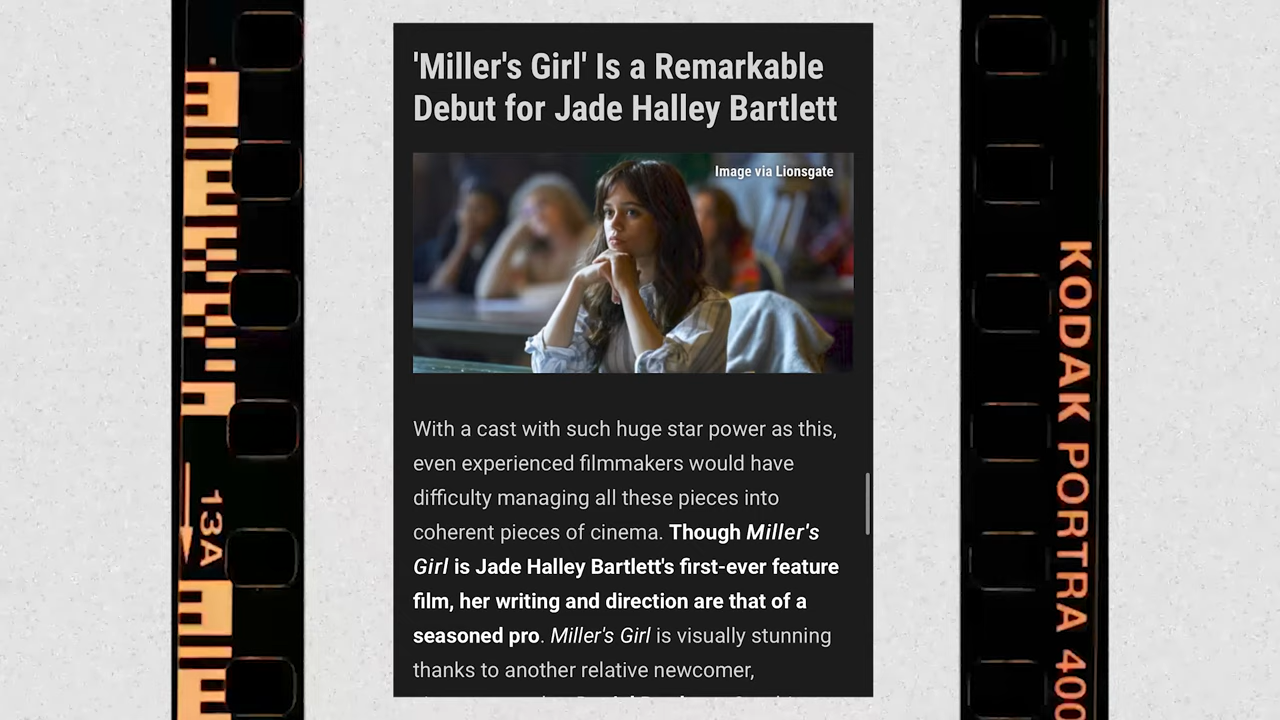 'Miller's Girl' Is a Remarkable
Debut for Jade Halley Bartlett
Image via Lionsgate
With a cast with such huge star power as this,
even experienced filmmakers would have
difficulty managing all these pieces into
coherent pieces of cinema. Though Miller's
Girl is Jade Halley Bartlett's first-ever feature
film, her writing and direction are that of a
seasoned pro. Miller's Girl is visually stunning
thanks to another relative newcomer,
13A
KODAK PORTRA 400